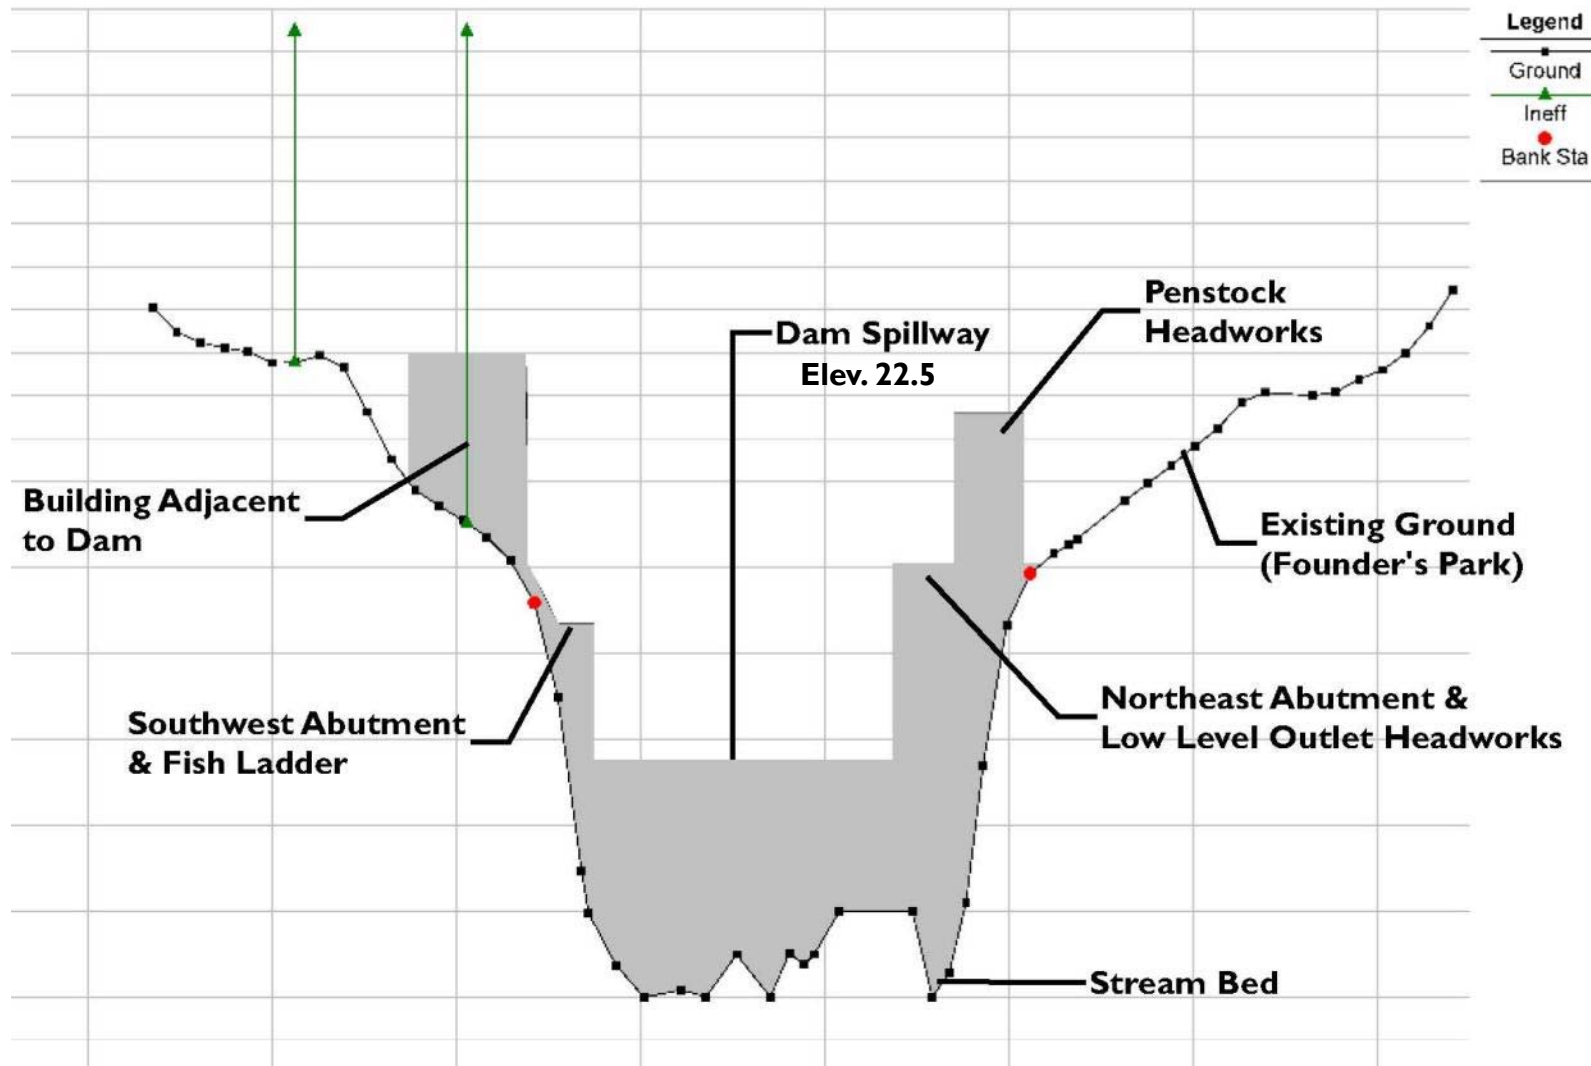 Legend
Ground
Ineff
Bank Sta
Penstock
Headworks
Dam Spillway
Elev. 22.5
Building Adjacent
to Dam
Existing Ground
(Founder's Park)
Southwest Abutment
& Fish Ladder
Northeast Abutment &
Low Level Outlet Headworks
Stream Bed